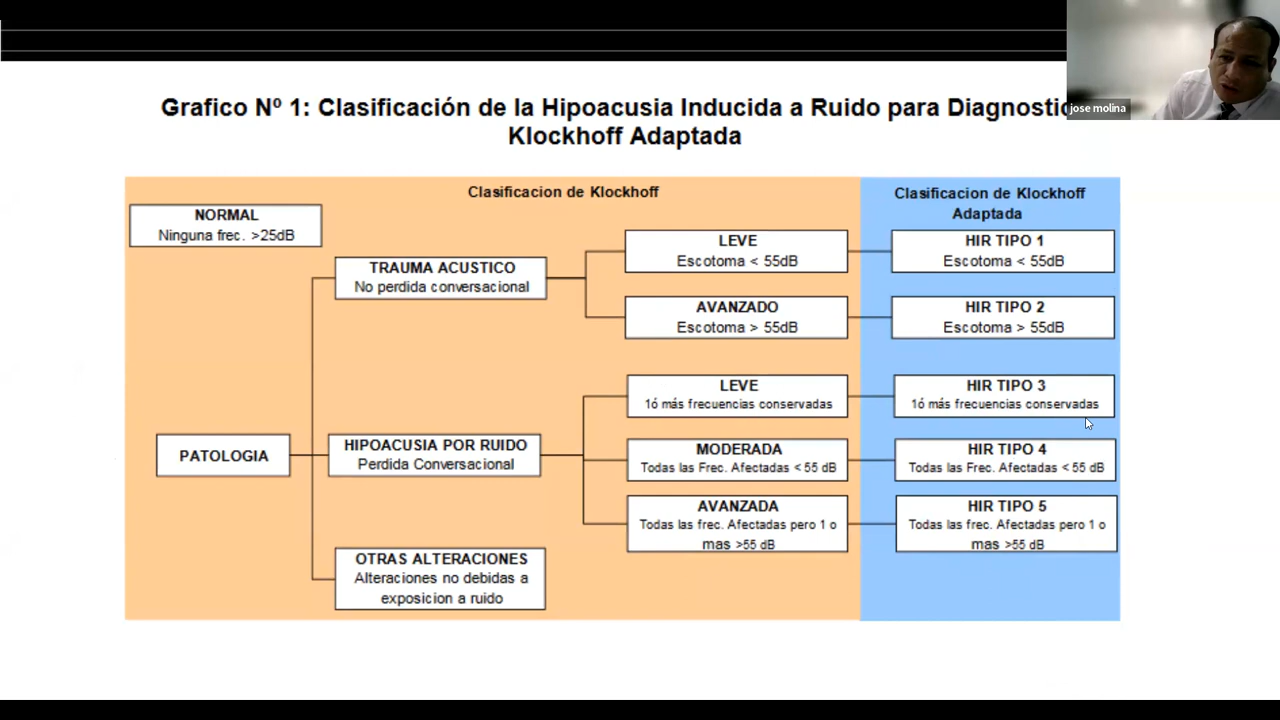 jose molina
Grafico Nº 1: Clasificación de la Hipoacusia Inducida a Ruido para
Klockhoff Adaptada
Clasificacion de Klockhoff
Clasificacion de Klockhoff
Adaptada
NORMAL
Ninguna frec. >25dB
PATOLOGIA
TRAUMA ACUSTICO
No perdida conversacional
LEVE
Escotoma < 55dB
HIR TIPO 1
Escotoma < 55dB
AVANZADO
Escotoma > 55dB
HIR TIPO 2
Escotoma > 55dB
HIPOACUSIA POR RUIDO
Perdida Conversacional
LEVE
1ó más frecuencias conservadas
HIR TIPO 3
1ó más frecuencias conservadas
MODERADA
Todas las Frec. Afectadas < 55 dB
HIR TIPO 4
Todas las Frec. Afectadas < 55 dB
AVANZADA
Todas las frec. Afectadas pero 1 o
mas >55 dB
HIR TIPO 5
Todas las frec. Afectadas pero 1 o
mas >55 dB
OTRAS ALTERACIONES
Alteraciones no debidas a
exposicion a ruido